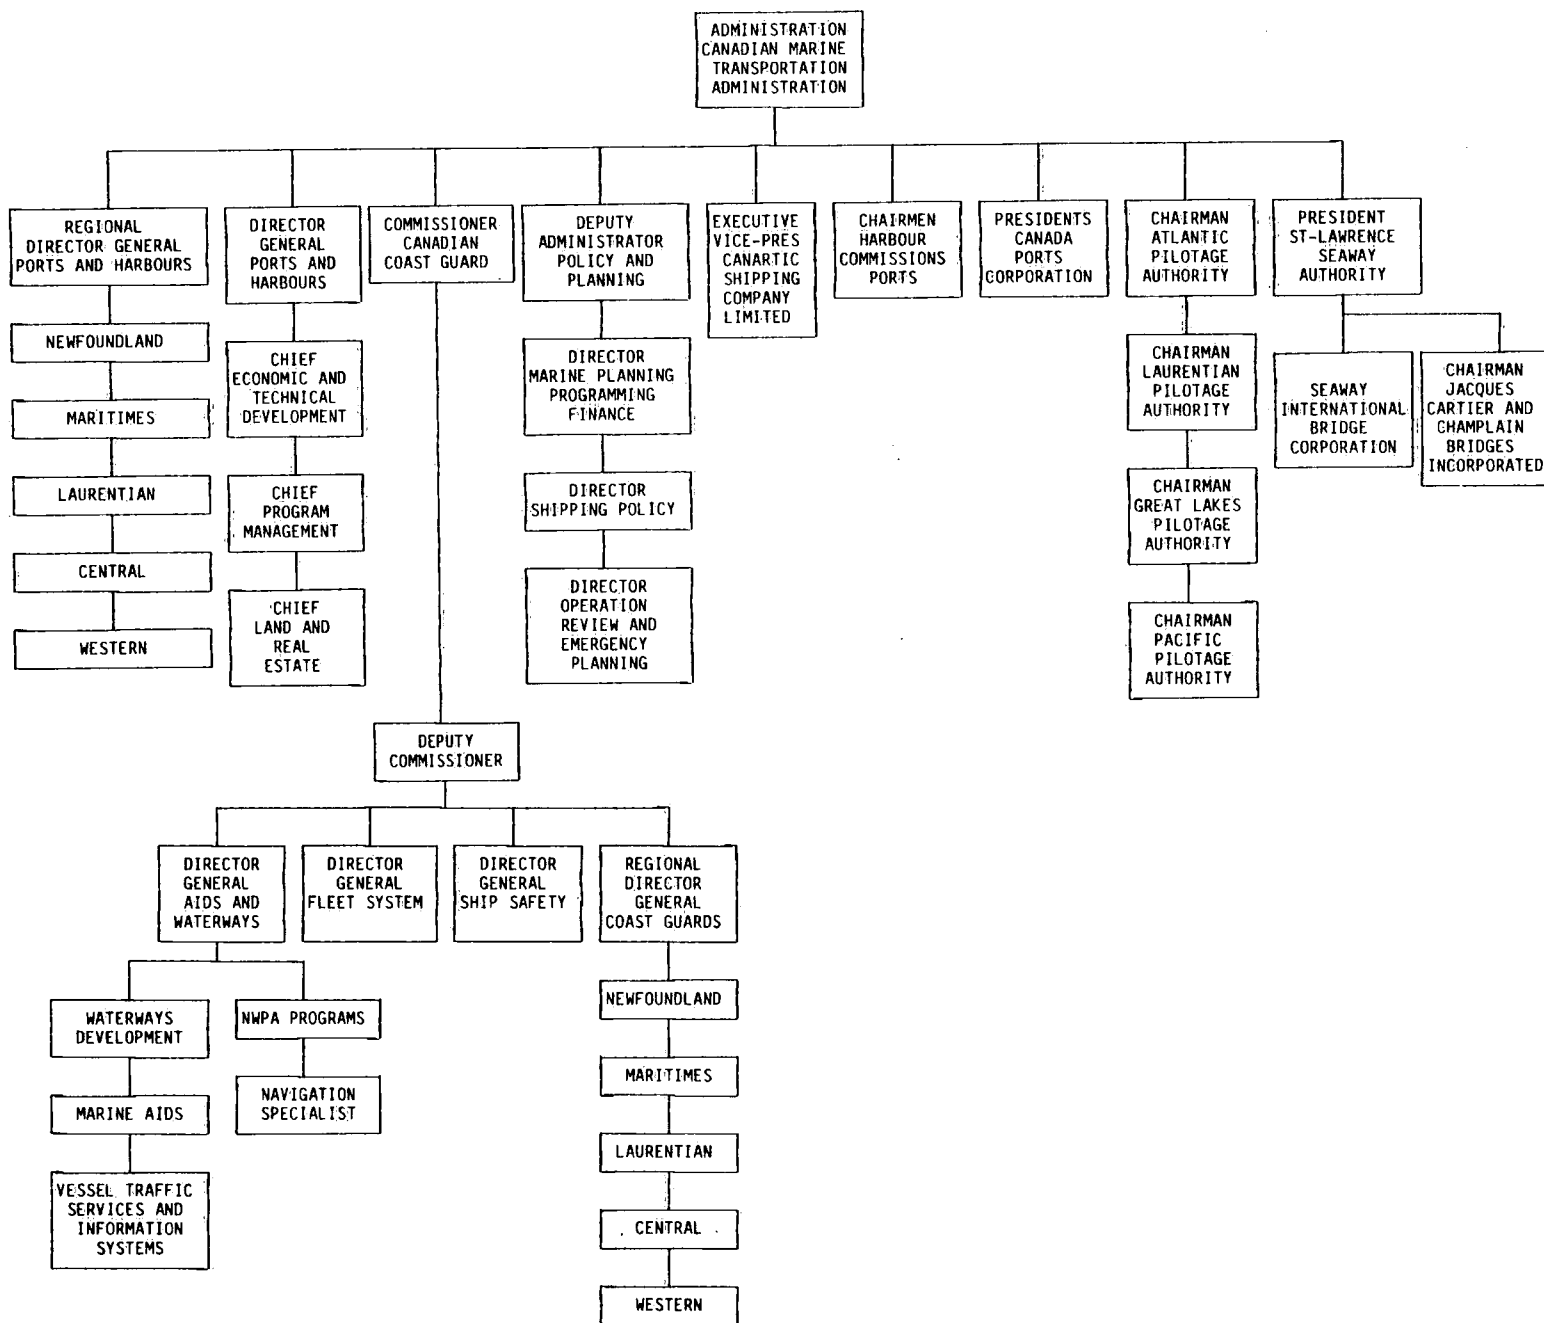 ADMINISTRATION
CANADIAN MARINE
TRANSPORTATION
ADMINISTRATION
REGIONAL
DIRECTOR GENERAL
PORTS AND HARBOURS
DIRECTOR
GENERAL
PORTS AND
HARBOURS
COMMISSIONER
CANADIAN
COAST GUARD
DEPUTY
ADMINISTRATOR
POLICY AND
PLANNING
EXECUTIVE
VICE-PRES
CANARTIC
SHIPPING
COMPANY
LIMITED
CHAIRMEN
HARBOUR
COMMISSIONS
PORTS
PRESIDENTS
CANADA
PORTS
CORPORATION
CHAIRMAN
ATLANTIC
PILOTAGE
AUTHORITY
PRESIDENT
ST-LAWRENCE
SEAWAY
AUTHORITY
NEWFOUNDLAND
MARITIMES
LAURENTIAN
CENTRAL
WESTERN
CHIEF
ECONOMIC AND
TECHNICAL
DEVELOPMENT
CHIEF
PROGRAM
MANAGEMENT
CHIEF
LAND AND
REAL
ESTATE
DIRECTOR
MARINE PLANNING
PROGRAMMING
FINANCE
DIRECTOR
SHIPPING POLICY
DIRECTOR
OPERATION
REVIEW AND
EMERGENCY
PLANNING
CHAIRMAN
LAURENTIAN
PILOTAGE
AUTHORITY
CHAIRMAN
GREAT LAKES
PILOTAGE
AUTHORITY
CHAIRMAN
PACIFIC
PILOTAGE
AUTHORITY
SEAWAY
INTERNATIONAL
BRIDGE
CORPORATION
CHAIRMAN
JACQUES
CARTIER AND
CHAMPLAIN
BRIDGES
INCORPORATED
DEPUTY
COMMISSIONER
DIRECTOR
GENERAL
AIDS AND
WATERWAYS
DIRECTOR
GENERAL
FLEET SYSTEM
DIRECTOR
GENERAL
SHIP SAFETY
REGIONAL
DIRECTOR
GENERAL
COAST GUARDS
WATERWAYS
DEVELOPMENT
MARINE AIDS
VESSEL TRAFFIC
SERVICES AND
INFORMATION
SYSTEMS
NWPA PROGRAMS
NAVIGATION
SPECIALIST
NEWFOUNDLAND
MARITIMES
LAURENTIAN
CENTRAL
WESTERN